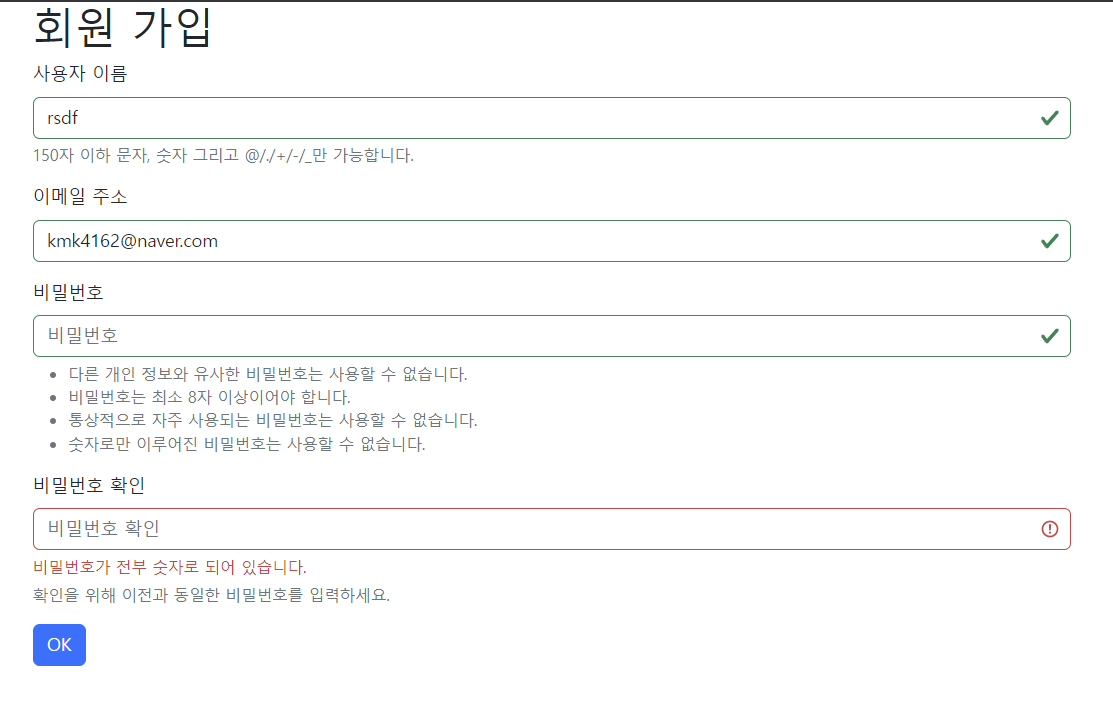 회원 가입
사용자 이름
rsdf
150자 이하 문자, 숫자 그리고 @/./+/-/_만 가능합니다.
이메일 주소
kmk4162@naver.com
비밀번호
비밀번호
다른 개인 정보와 유사한 비밀번호는 사용할 수 없습니다.
비밀번호는 최소 8자 이상이어야 합니다.
통상적으로 자주 사용되는 비밀번호는 사용할 수 없습니다.
숫자로만 이루어진 비밀번호는 사용할 수 없습니다.
비밀번호 확인
비밀번호 확인
비밀번호가 전부 숫자로 되어 있습니다.
확인을 위해 이전과 동일한 비밀번호를 입력하세요.
OK